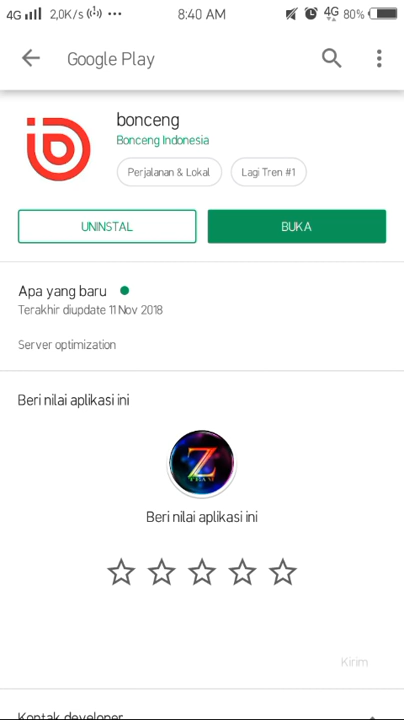 4G 2,0K/s ··· 8:40 AM 4G 80%
Google Play
bonceng
Bonceng Indonesia
Perjalanan & Lokal Lagi Tren #1
UNINSTAL BUKA
Apa yang baru
Terakhir diupdate 11 Nov 2018
Server optimization
Beri nilai aplikasi ini
Z
TEAM
Beri nilai aplikasi ini
Kirim
Kontak developer